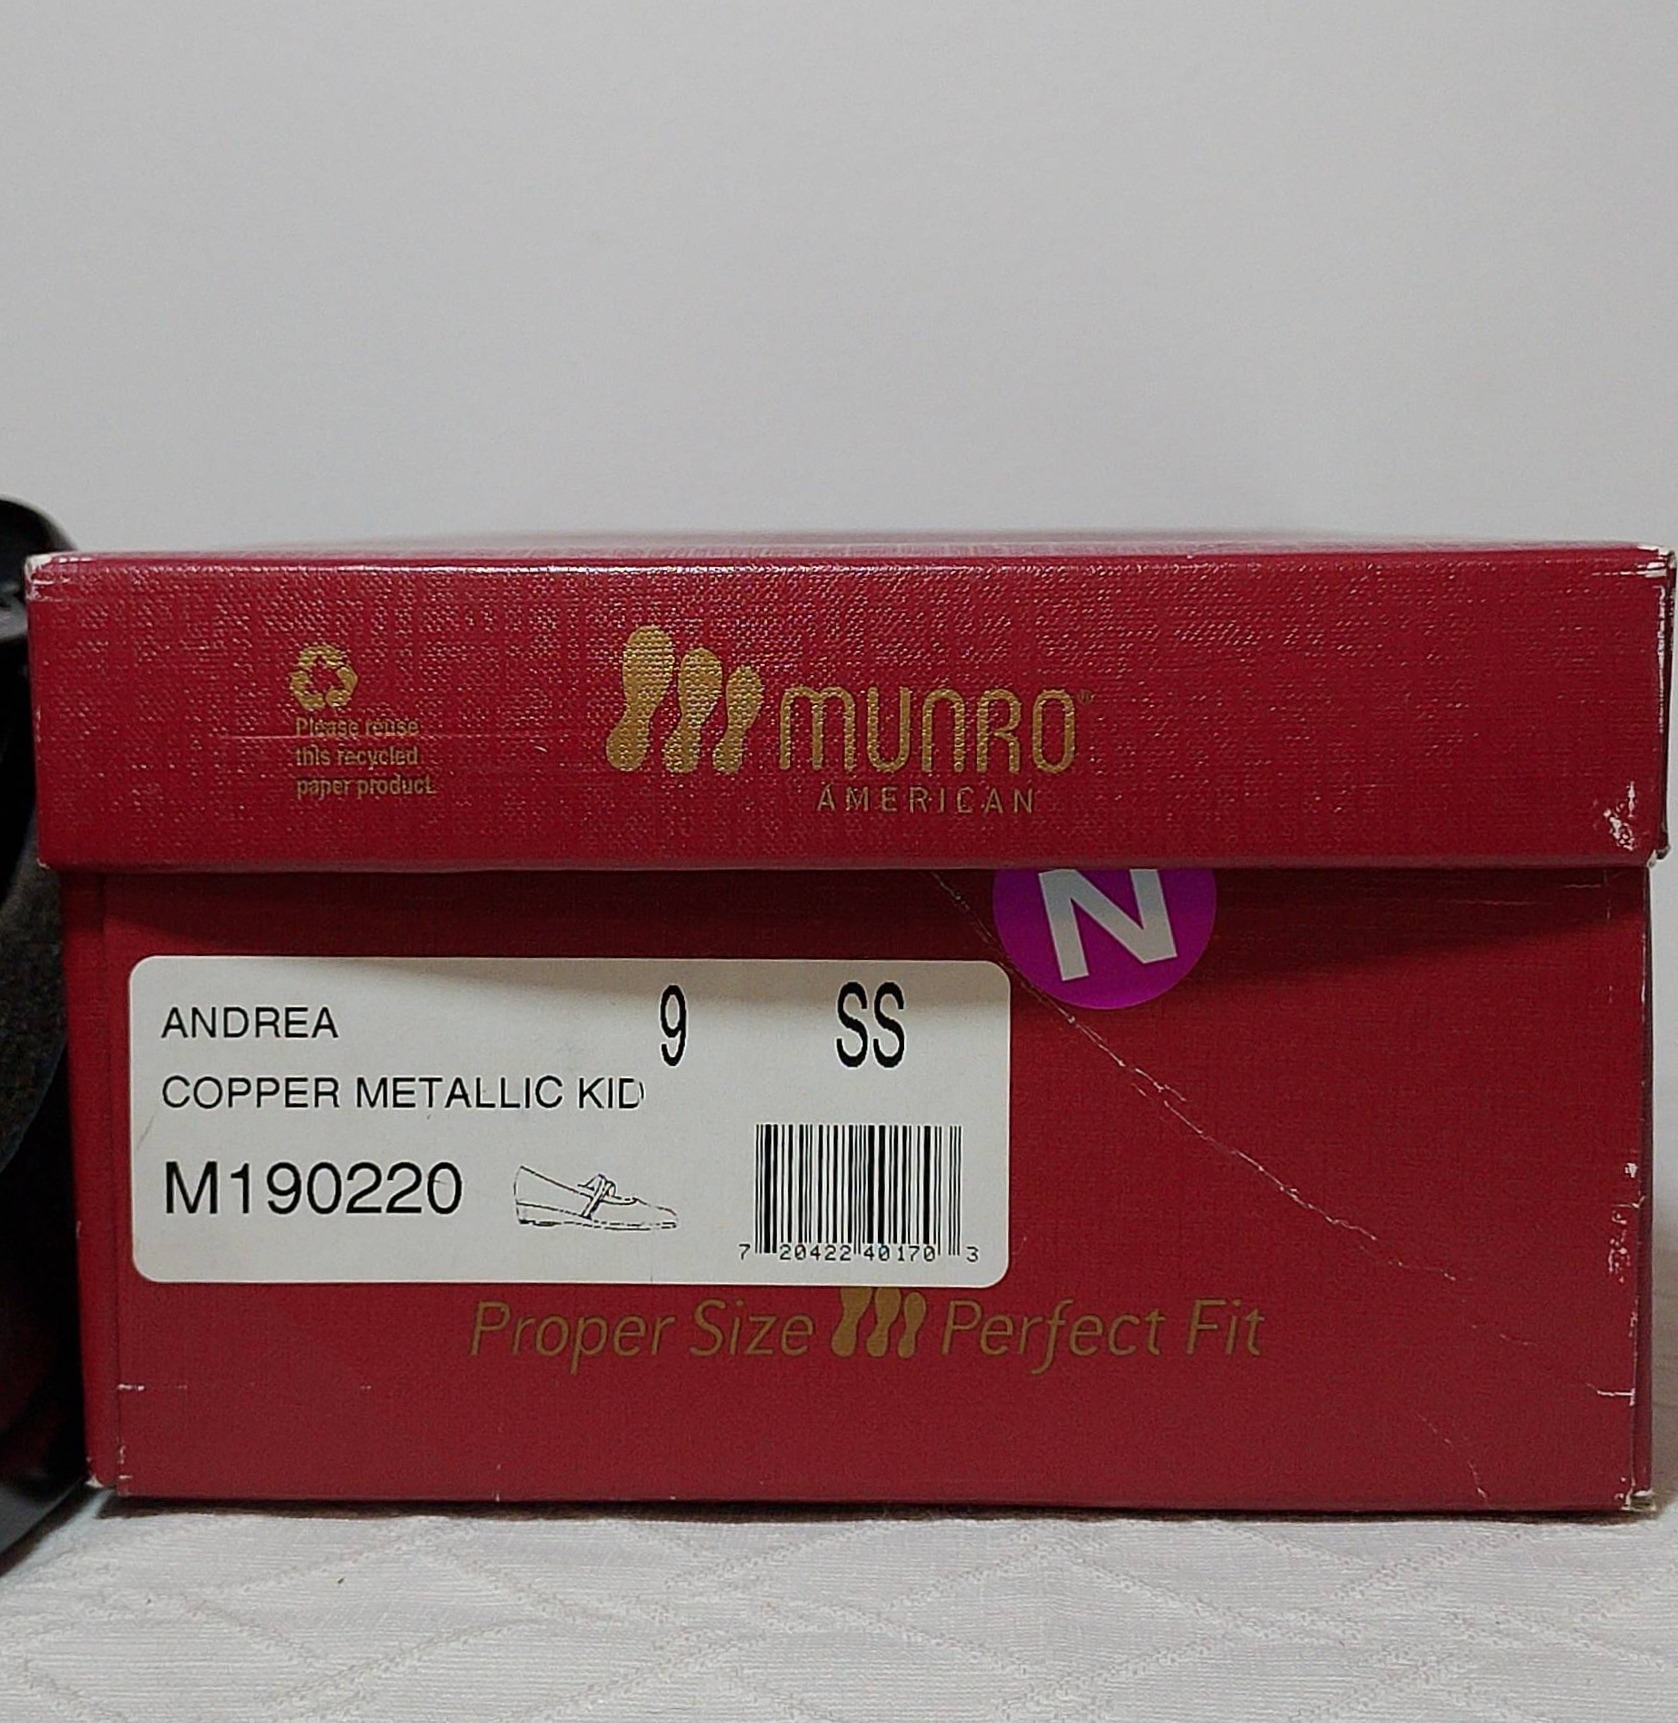 Please reuse
this recycled
paper product.
munro®
AMERICAN
N
ANDREA 9 SS
COPPER METALLIC KID
M190220
7 20422 40170 3
Proper Size Perfect Fit